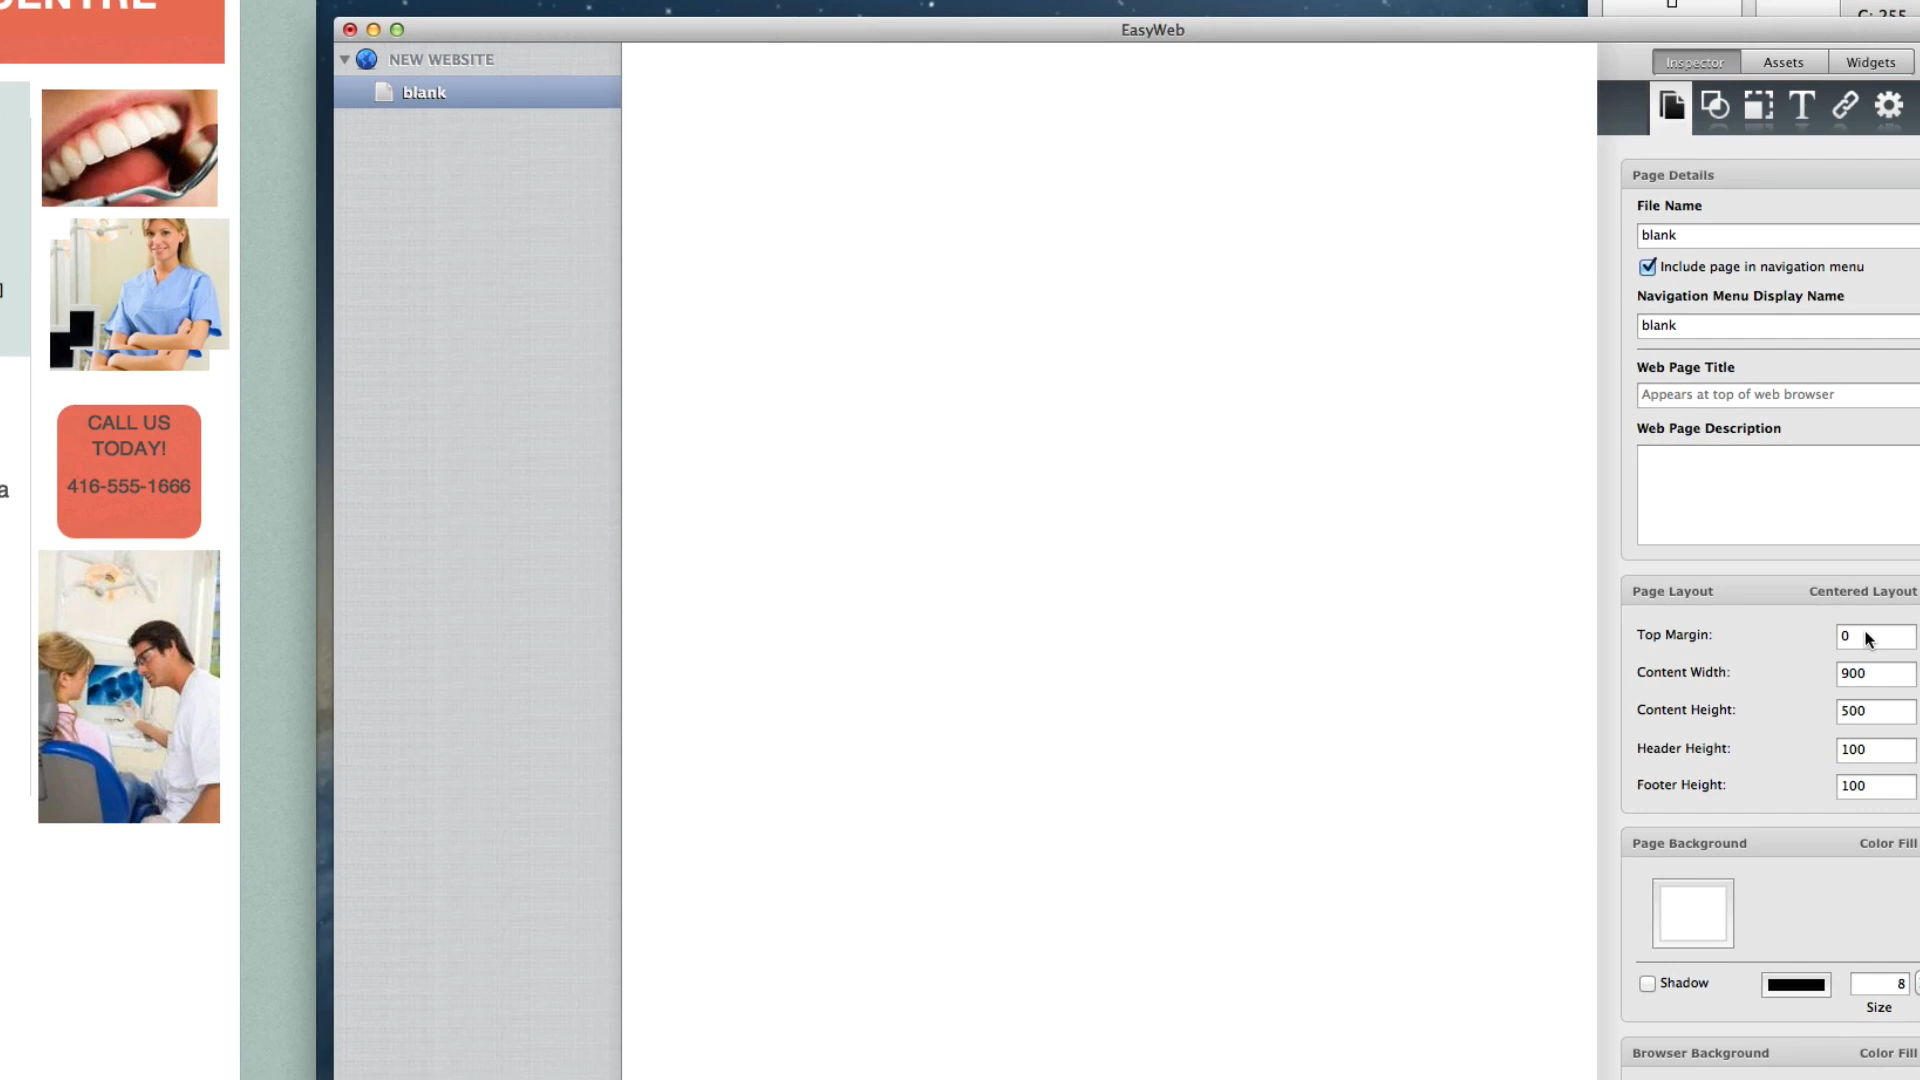 CALL US
TODAY!
416-555-1666
EasyWeb
NEW WEBSITE
blank
Inspector
Assets
Widgets
Page Details
File Name
blank
Include page in navigation menu
Navigation Menu Display Name
blank
Web Page Title
Appears at top of web browser
Web Page Description
Page Layout
Centered Layout
Top Margin:
0
Content Width:
900
Content Height:
500
Header Height:
100
Footer Height:
100
Page Background
Color Fill
Shadow
8
Size
Browser Background
Color Fill